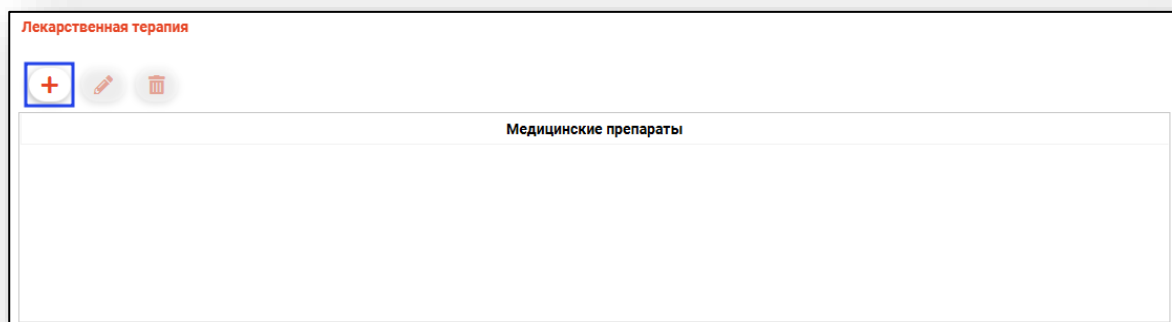 Лекарственная терапия
Медицинские препараты